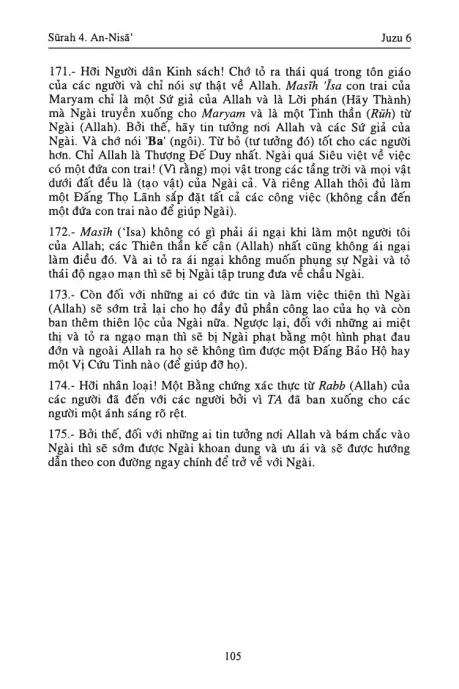 Sūrah 4. An-Nisā’ Juzu 6
171.- Hỡi Người dân Kinh sách! Chớ tỏ ra thái quá trong tôn giáo
của các người và chỉ nói sự thật về Allah. Masīh ‘Īsa con trai của
Maryam chỉ là một Sứ giả của Allah và là Lời phán (Hãy Thành)
mà Ngài truyền xuống cho Maryam và là một Tinh thần (Rūh) từ
Ngài (Allah). Bởi thế, hãy tin tưởng nơi Allah và các Sứ giả của
Ngài. Và chớ nói 'Ba' (ngôi). Từ bỏ (tư tưởng đó) tốt cho các người
hơn. Chỉ Allah là Thượng Đế Duy nhất. Ngài quá Siêu việt về việc
có một đứa con trai! (Vì rằng) mọi vật trong các tầng trời và mọi vật
dưới đất đều là (tạo vật) của Ngài cả. Và riêng Allah thôi đủ làm
một Đấng Thọ Lãnh sắp đặt tất cả các công việc (không cần đến
một đứa con trai nào để giúp Ngài).
172.- Masīh (‘Isa) không có gì phải ái ngại khi làm một người tôi
của Allah; các Thiên thần kế cận (Allah) nhất cũng không ái ngại
làm điều đó. Và ai tỏ ra ái ngại không muốn phụng sự Ngài và tỏ
thái độ ngạo mạn thì sẽ bị Ngài tập trung đưa về chầu Ngài.
173.- Còn đối với những ai có đức tin và làm việc thiện thì Ngài
(Allah) sẽ sớm trả lại cho họ đầy đủ phần công lao của họ và còn
ban thêm thiên lộc của Ngài nữa. Ngược lại, đối với những ai miệt
thị và tỏ ra ngạo mạn thì sẽ bị Ngài phạt bằng một hình phạt đau
đớn và ngoài Allah ra họ sẽ không tìm được một Đấng Bảo Hộ hay
một Vị Cứu Tinh nào (để giúp đỡ họ).
174.- Hỡi nhân loại! Một Bằng chứng xác thực từ Rabb (Allah) của
các người đã đến với các người bởi vì TA đã ban xuống cho các
người một ánh sáng rõ rệt.
175.- Bởi thế, đối với những ai tin tưởng nơi Allah và bám chắc vào
Ngài thì sẽ sớm được Ngài khoan dung và ưu ái và sẽ được hướng
dẫn theo con đường ngay chính để trở về với Ngài.
105